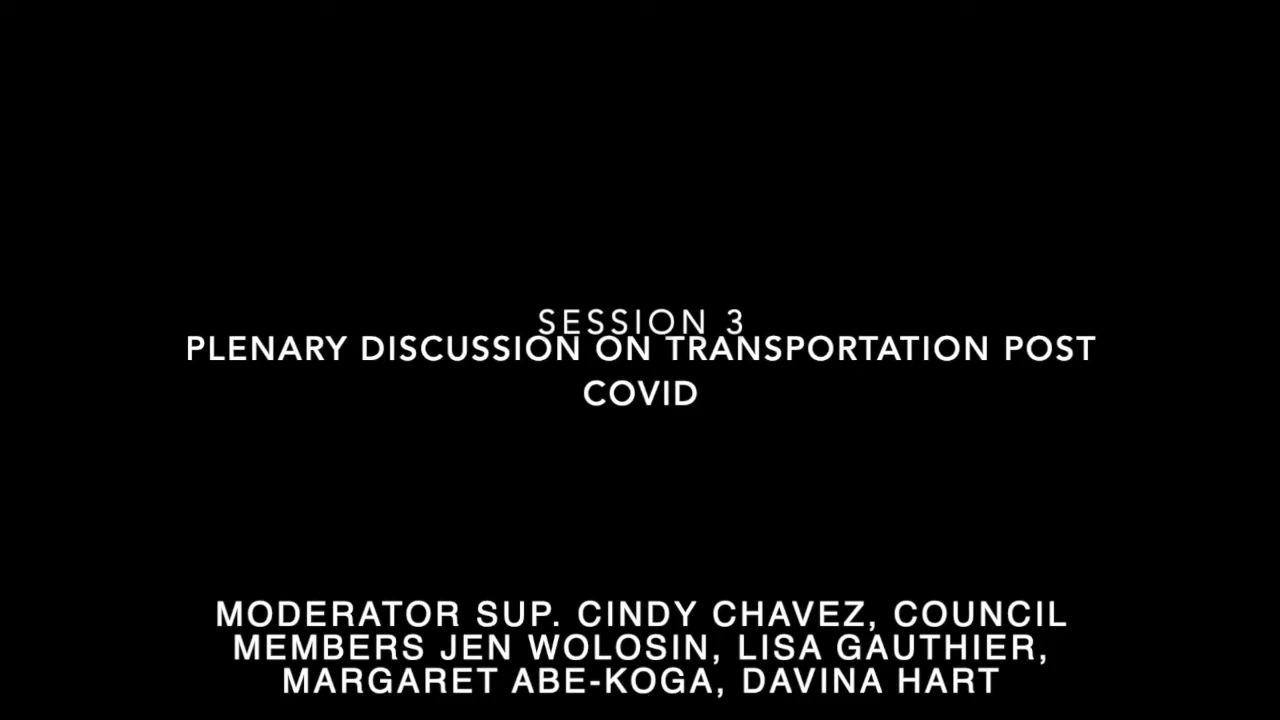 SESSION 3
PLENARY DISCUSSION ON TRANSPORTATION POST
COVID
MODERATOR SUP. CINDY CHAVEZ, COUNCIL
MEMBERS JEN WOLOSIN, LISA GAUTHIER,
MARGARET ABE-KOGA, DAVINA HART